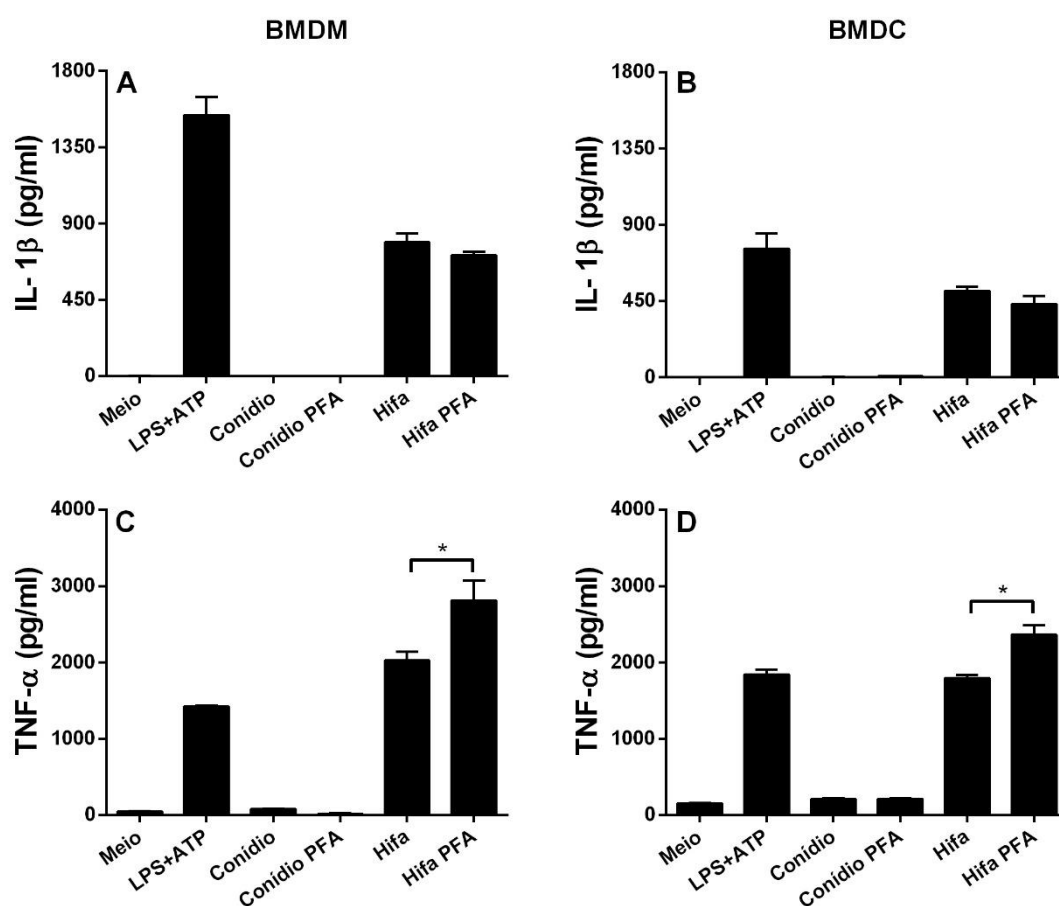 BMDM
BMDC
A
IL- 1β (pg/ml)
1800
1350
900
450
0
Meio
LPS+ATP
Conídio
Conídio PFA
Hifa
Hifa PFA
B
IL- 1β (pg/ml)
1800
1350
900
450
0
Meio
LPS+ATP
Conídio
Conídio PFA
Hifa
Hifa PFA
C
TNF-α (pg/ml)
4000
3000
2000
1000
0
*
Meio
LPS+ATP
Conídio
Conídio PFA
Hifa
Hifa PFA
D
TNF-α (pg/ml)
4000
3000
2000
1000
0
*
Meio
LPS+ATP
Conídio
Conídio PFA
Hifa
Hifa PFA